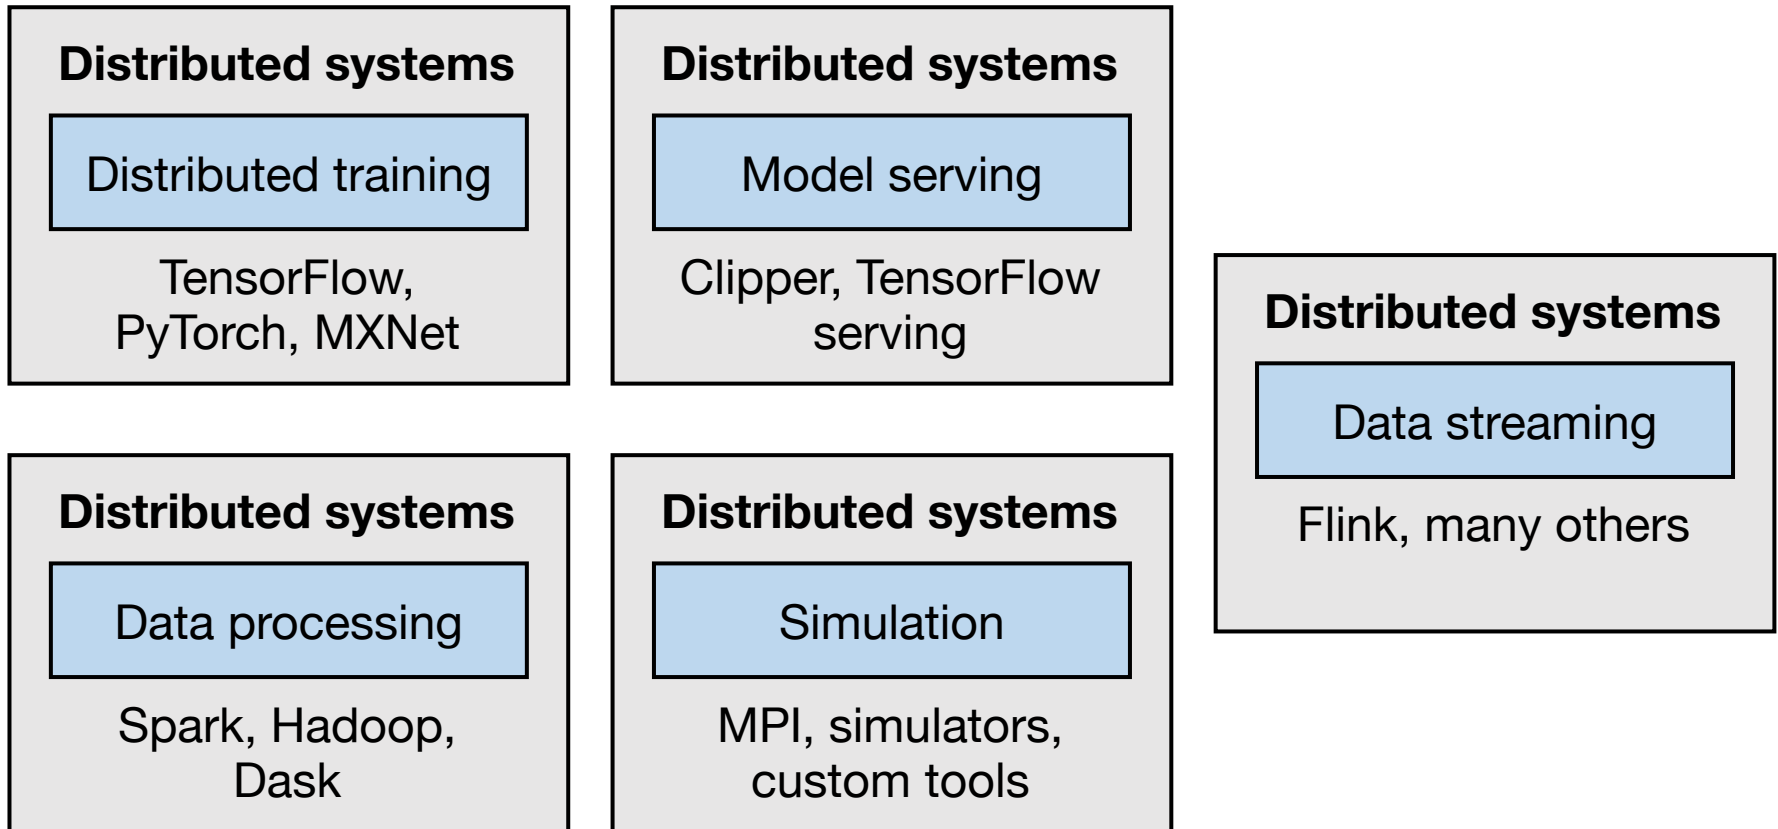 Distributed systems
Distributed training
TensorFlow,
PyTorch, MXNet
Distributed systems
Model serving
Clipper, TensorFlow
serving
Distributed systems
Data streaming
Flink, many others
Distributed systems
Data processing
Spark, Hadoop,
Dask
Distributed systems
Simulation
MPI, simulators,
custom tools